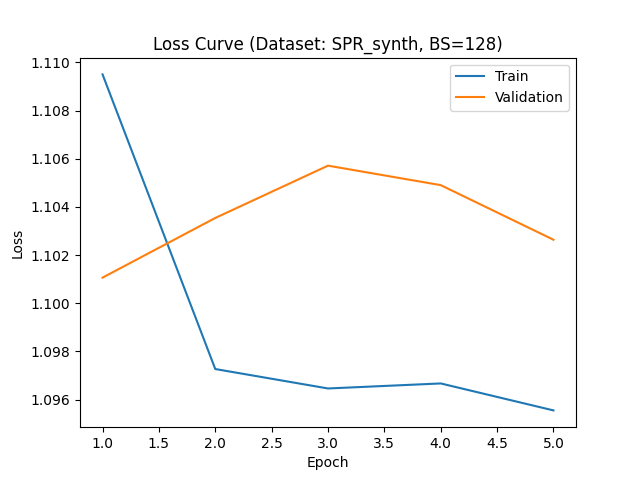 Loss Curve (Dataset: SPR_synth, BS=128)
Train
Validation
Loss
1.110
1.108
1.106
1.104
1.102
1.100
1.098
1.096
1.0 1.5 2.0 2.5 3.0 3.5 4.0 4.5 5.0
Epoch